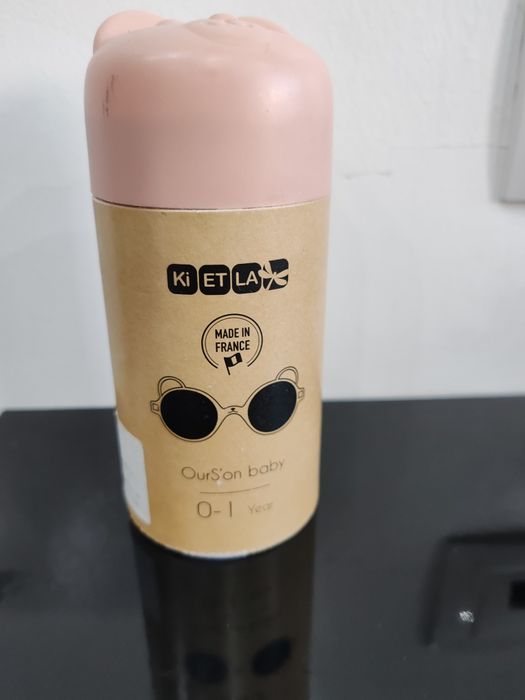 Ki ET LA
MADE IN
FRANCE
OurS'on baby
0-1 Year